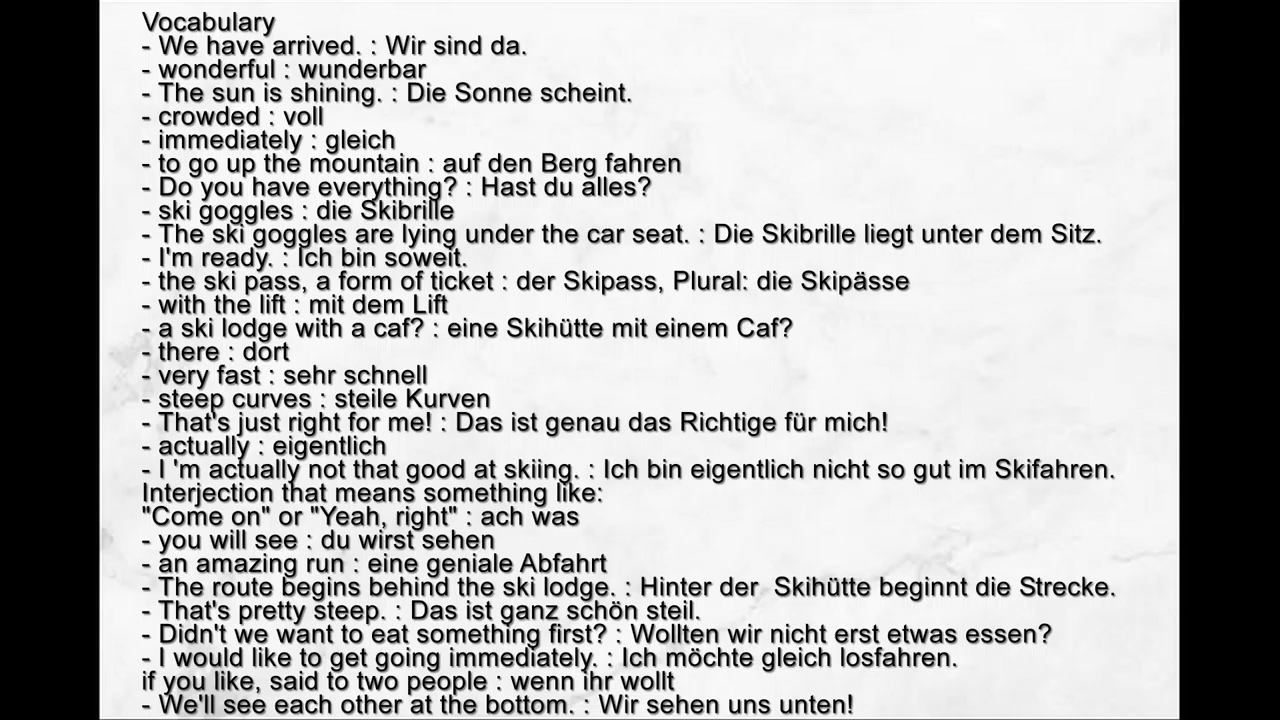 Vocabulary
- We have arrived. : Wir sind da.
- wonderful : wunderbar
- The sun is shining. : Die Sonne scheint.
- crowded : voll
- immediately : gleich
- to go up the mountain : auf den Berg fahren
- Do you have everything? : Hast du alles?
- ski goggles : die Skibrille
- The ski goggles are lying under the car seat. : Die Skibrille liegt unter dem Sitz.
- I'm ready. : Ich bin soweit.
- the ski pass, a form of ticket : der Skipass, Plural: die Skipässe
- with the lift : mit dem Lift
- a ski lodge with a caf? : eine Skihütte mit einem Caf?
- there : dort
- very fast : sehr schnell
- steep curves : steile Kurven
- That's just right for me! : Das ist genau das Richtige für mich!
- actually : eigentlich
- I 'm actually not that good at skiing. : Ich bin eigentlich nicht so gut im Skifahren.
Interjection that means something like:
"Come on" or "Yeah, right" : ach was
- you will see : du wirst sehen
- an amazing run : eine geniale Abfahrt
- The route begins behind the ski lodge. : Hinter der  Skihütte beginnt die Strecke.
- That's pretty steep. : Das ist ganz schön steil.
- Didn't we want to eat something first? : Wollten wir nicht erst etwas essen?
- I would like to get going immediately. : Ich möchte gleich losfahren.
if you like, said to two people : wenn ihr wollt
- We'll see each other at the bottom. : Wir sehen uns unten!